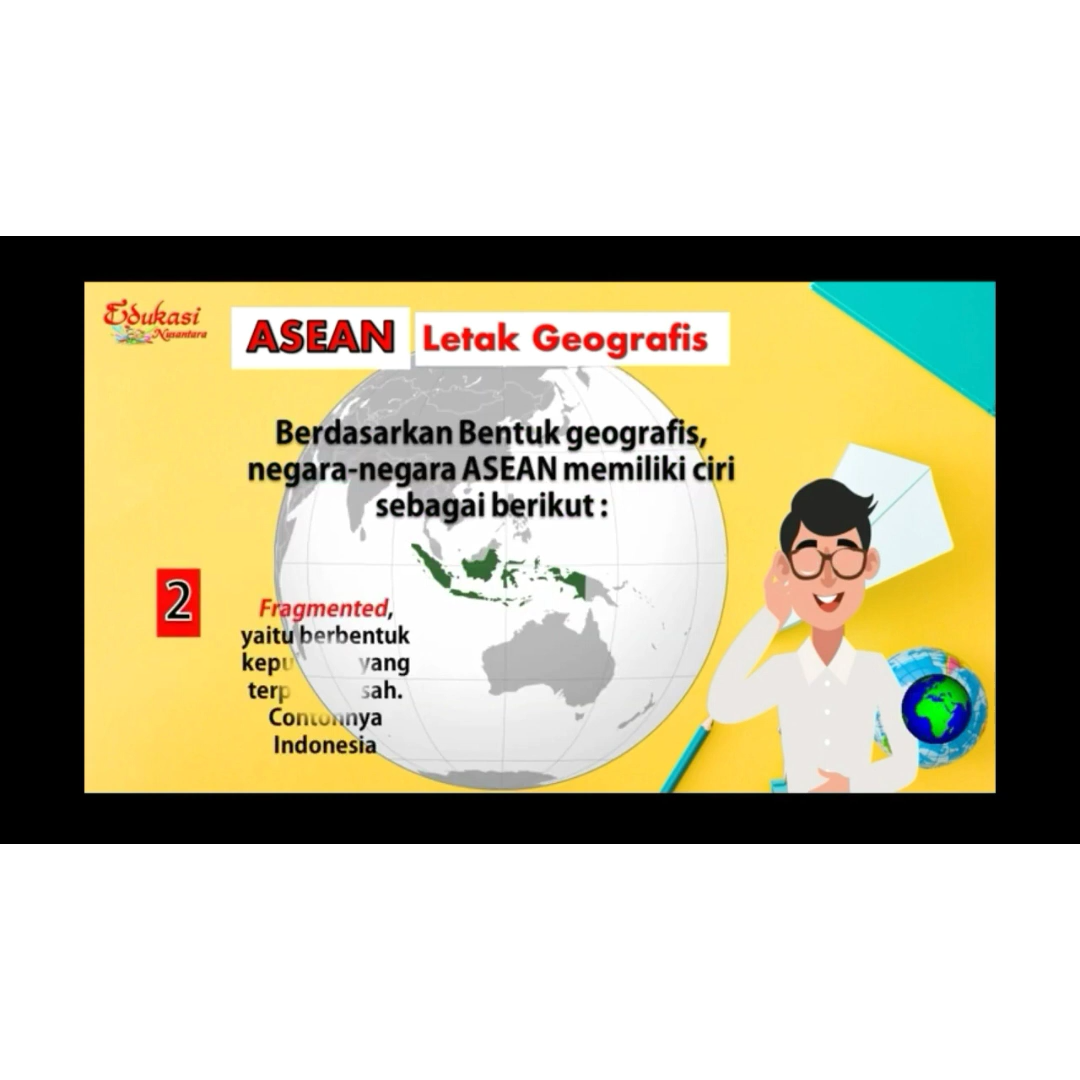 Edukasi
Nusantara
ASEAN Letak Geografis
Berdasarkan Bentuk geografis,
negara-negara ASEAN memiliki ciri
sebagai berikut :
2
Fragmented,
yaitu berbentuk
yang
Contohnya
Indonesia